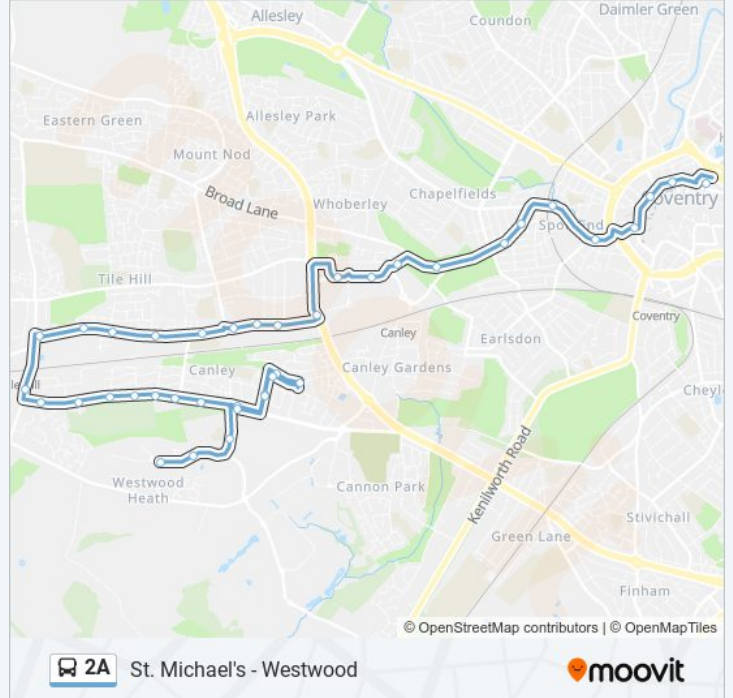 Allesley
Daimler Green
Coundon
Eastern Green
Allesley Park
Mount Nod
Broad Lane
Whoberley
Chapelfields
oventry
Spon End
Tile Hill
Coventry
Canley
Earlsdon
Canley
Canley Gardens
Cheyl
Westwood
Heath
Cannon Park
Kenilworth Road
Stivichall
Green Lane
Finham
© OpenStreetMap contributors | © OpenMapTiles
2A St. Michael's - Westwood
moovit